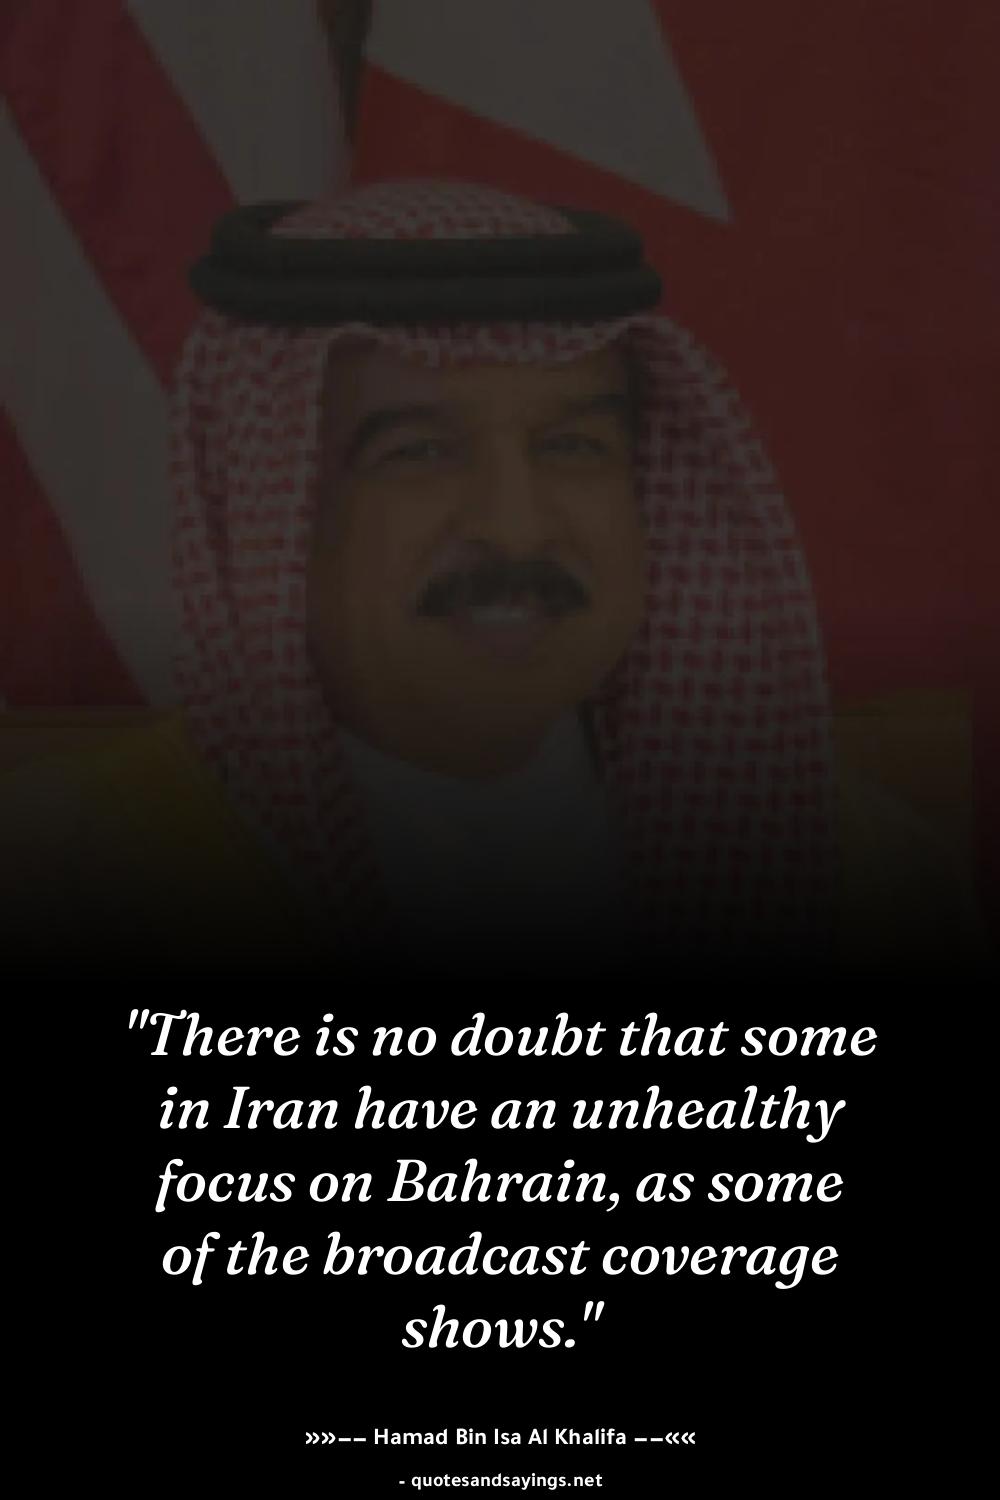 "There is no doubt that some
in Iran have an unhealthy
focus on Bahrain, as some
of the broadcast coverage
shows."
»»–– Hamad Bin Isa Al Khalifa ––««
- quotesandsayings.net